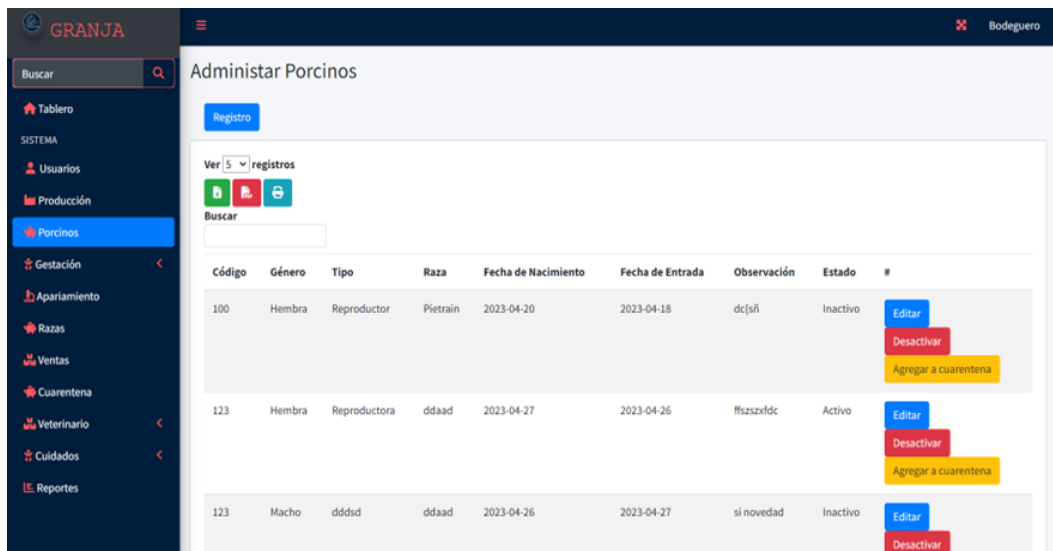 GRANJA
Bodeguero
Buscar
Tablero
SISTEMA
Usuarios
Producción
Porcinos
Gestación
Apariamiento
Razas
Ventas
Cuarentena
Veterinario
Cuidados
Reportes
Administar Porcinos
Registro
Ver 5 registros
Buscar
Código Género Tipo Raza Fecha de Nacimiento Fecha de Entrada Observación Estado #
100 Hembra Reproductor Pietrain 2023-04-20 2023-04-18 dc[sñ Inactivo Editar
Desactivar
Agregar a cuarentena
123 Hembra Reproductora ddaad 2023-04-27 2023-04-26 ffszszxfdc Activo Editar
Desactivar
Agregar a cuarentena
123 Macho dddsd ddaad 2023-04-26 2023-04-27 si novedad Inactivo Editar
Desactivar